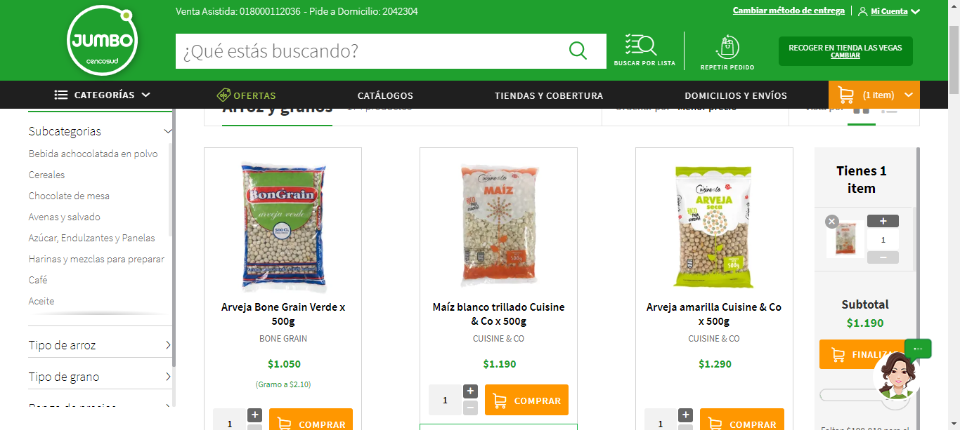 Venta Asistida: 018000112036 - Pide a Domicilio: 2042304
Cambiar método de entrega
Mi Cuenta
JUMBO
cencosud
¿Qué estás buscando?
BUSCAR POR LISTA
REPETIR PEDIDO
RECOGER EN TIENDA LAS VEGAS
CAMBIAR
CATEGORÍAS
OFERTAS
CATÁLOGOS
TIENDAS Y COBERTURA
DOMICILIOS Y ENVÍOS
(1 item)
Arroz y granos
Subcategorias
Bebida achocolatada en polvo
Cereales
Chocolate de mesa
Avenas y salvado
Azúcar, Endulzantes y Panelas
Harinas y mezclas para preparar
Café
Aceite
Tipo de arroz
Tipo de grano
BonGrain
arveja verde
Arveja Bone Grain Verde x
500g
BONE GRAIN
$1.050
(Gramo a $2.10)
1
+
COMPRAR
MAÍZ
Maíz blanco trillado Cuisine
& Co x 500g
CUISINE & CO
$1.190
1
+
COMPRAR
ARVEJA
seca
Arveja amarilla Cuisine & Co
x 500g
CUISINE & CO
$1.290
1
+
COMPRAR
Tienes 1
item
+
1
Subtotal
$1.190
FINALIZA